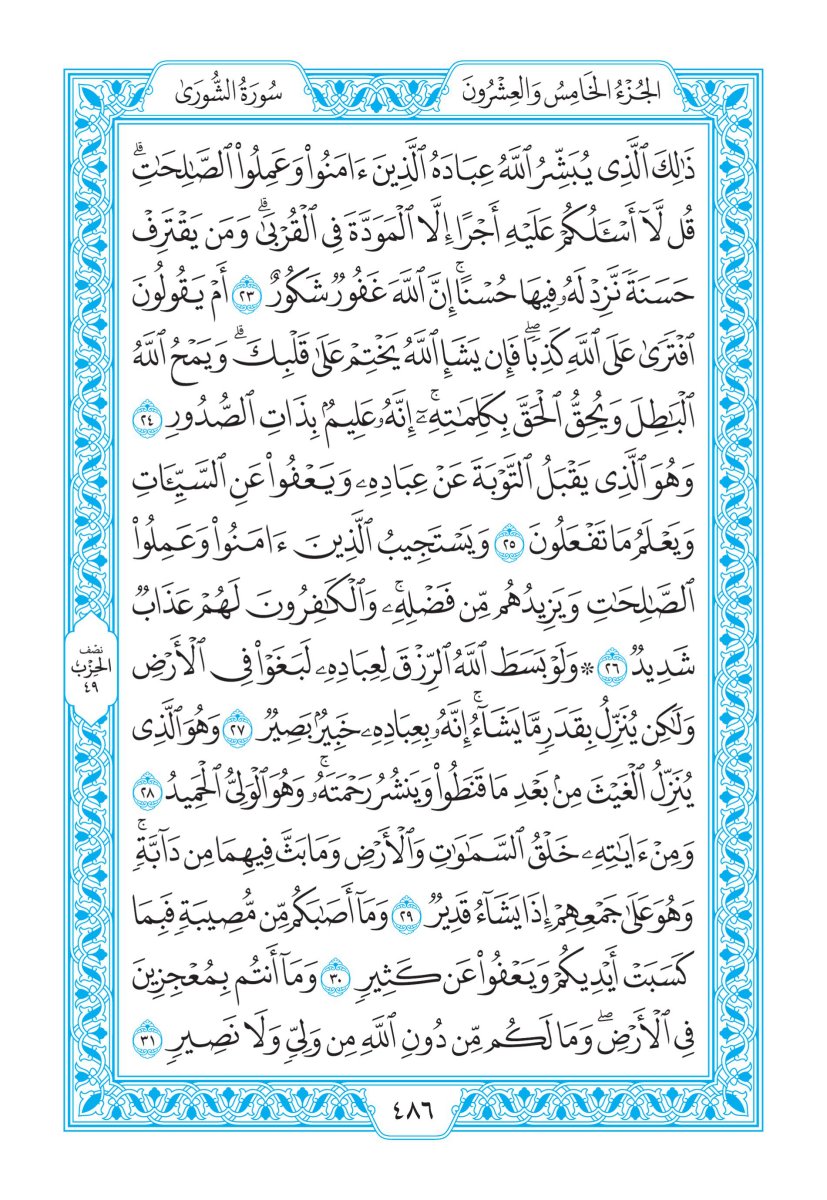 الجُزْءُ الخَامِسُ وَالعِشْرُونَ
سُورَةُ الشُّورَىٰ
ذَٰلِكَ ٱلَّذِى يُبَشِّرُ ٱللَّهُ عِبَادَهُ ٱلَّذِينَ ءَامَنُوا۟ وَعَمِلُوا۟ ٱلصَّٰلِحَٰتِ ۗ
قُل لَّآ أَسْـَٔلُكُمْ عَلَيْهِ أَجْرًا إِلَّا ٱلْمَوَدَّةَ فِى ٱلْقُرْبَىٰ ۗ وَمَن يَقْتَرِفْ
حَسَنَةً نَّزِدْ لَهُۥ فِيهَا حُسْنًا ۚ إِنَّ ٱللَّهَ غَفُورٌ شَكُورٌ ٢٣ أَمْ يَقُولُونَ
ٱفْتَرَىٰ عَلَى ٱللَّهِ كَذِبًا ۖ فَإِن يَشَإِ ٱللَّهُ يَخْتِمْ عَلَىٰ قَلْبِكَ ۗ وَيَمْحُ ٱللَّهُ
ٱلْبَٰطِلَ وَيُحِقُّ ٱلْحَقَّ بِكَلِمَٰتِهِۦٓ ۚ إِنَّهُۥ عَلِيمٌۢ بِذَاتِ ٱلصُّدُورِ ٢٤
وَهُوَ ٱلَّذِى يَقْبَلُ ٱلتَّوْبَةَ عَنْ عِبَادِهِۦ وَيَعْفُوا۟ عَنِ ٱلسَّيِّـَٔاتِ
وَيَعْلَمُ مَا تَفْعَلُونَ ٢٥ وَيَسْتَجِيبُ ٱلَّذِينَ ءَامَنُوا۟ وَعَمِلُوا۟
ٱلصَّٰلِحَٰتِ وَيَزِيدُهُم مِّن فَضْلِهِۦ ۚ وَٱلْكَٰفِرُونَ لَهُمْ عَذَابٌ
شَدِيدٌ ٢٦ ۞ وَلَوْ بَسَطَ ٱللَّهُ ٱلرِّزْقَ لِعِبَادِهِۦ لَبَغَوْا۟ فِى ٱلْأَرْضِ
وَلَٰكِن يُنَزِّلُ بِقَدَرٍ مَّا يَشَآءُ ۚ إِنَّهُۥ بِعِبَادِهِۦ خَبِيرٌۢ بَصِيرٌ ٢٧ وَهُوَ ٱلَّذِى
يُنَزِّلُ ٱلْغَيْثَ مِنۢ بَعْدِ مَا قَنَطُوا۟ وَيَنشُرُ رَحْمَتَهُۥ ۚ وَهُوَ ٱلْوَلِىُّ ٱلْحَمِيدُ ٢٨
وَمِنْ ءَايَٰتِهِۦ خَلْقُ ٱلسَّمَٰوَٰتِ وَٱلْأَرْضِ وَمَا بَثَّ فِيهِمَا مِن دَآبَّةٍ ۚ
وَهُوَ عَلَىٰ جَمْعِهِمْ إِذَا يَشَآءُ قَدِيرٌ ٢٩ وَمَآ أَصَٰبَكُم مِّن مُّصِيبَةٍ فَبِمَا
كَسَبَتْ أَيْدِيكُمْ وَيَعْفُوا۟ عَن كَثِيرٍ ٣٠ وَمَآ أَنتُم بِمُعْجِزِينَ
فِى ٱلْأَرْضِ ۖ وَمَا لَكُم مِّن دُونِ ٱللَّهِ مِن وَلِىٍّ وَلَا نَصِيرٍ ٣١
نصف
الحزب
٤٩
٤٨٦